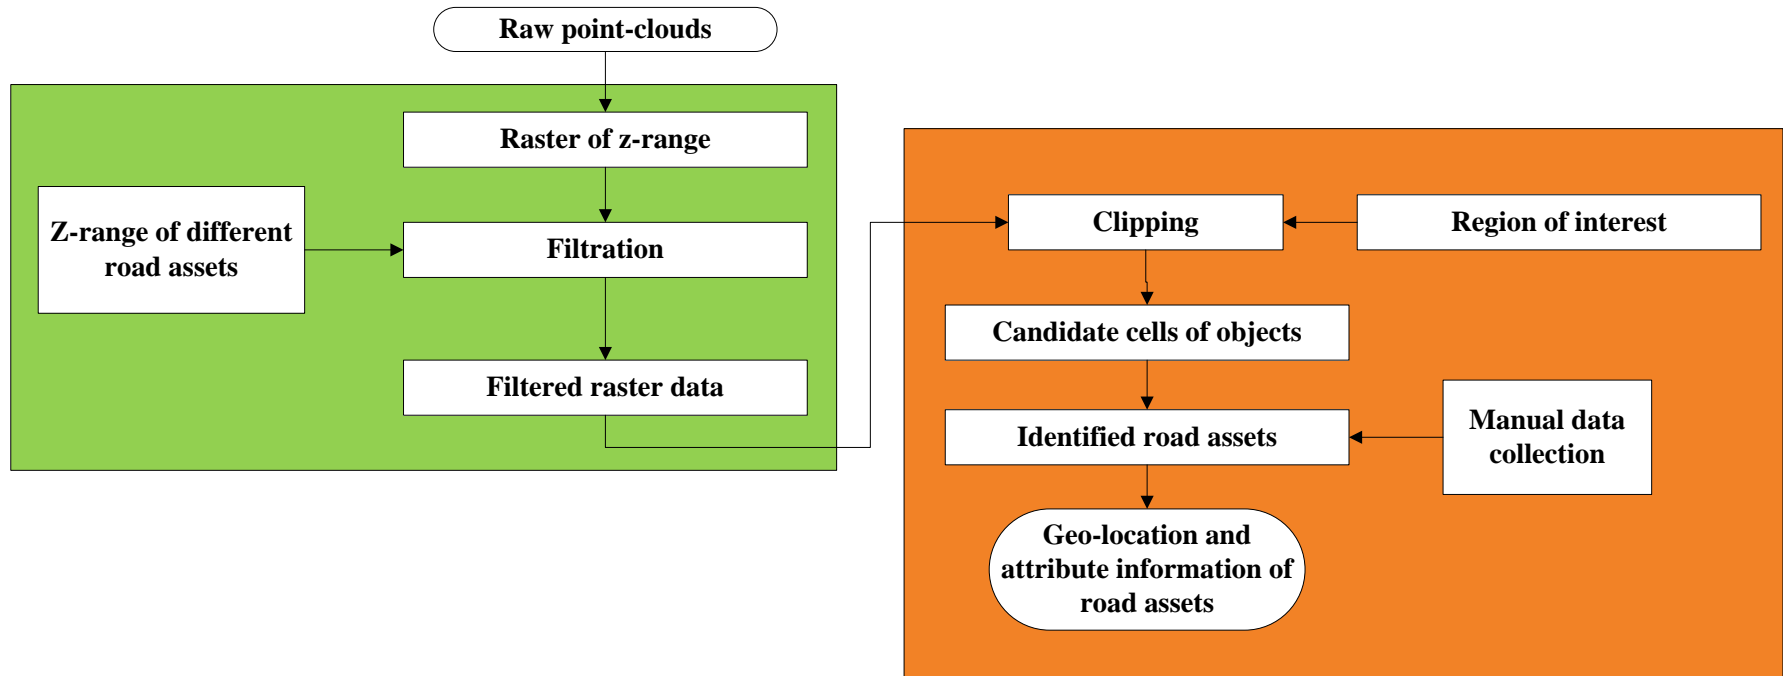 Raw point-clouds
Raster of z-range
Z-range of different
road assets
Filtration
Filtered raster data
Clipping
Region of interest
Candidate cells of objects
Identified road assets
Manual data
collection
Geo-location and
attribute information of
road assets